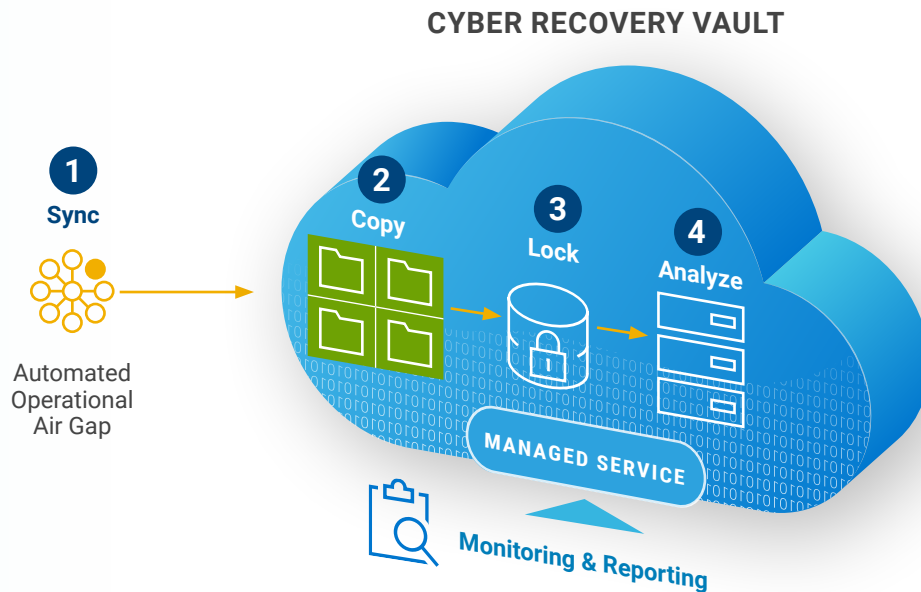 CYBER RECOVERY VAULT
1
Sync
Automated
Operational
Air Gap
2
Copy
3
Lock
4
Analyze
MANAGED SERVICE
Monitoring & Reporting